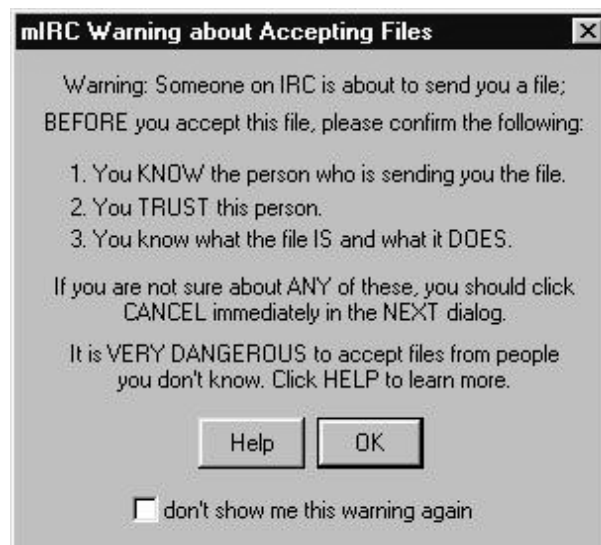 mIRC Warning about Accepting Files
Warning: Someone on IRC is about to send you a file;
BEFORE you accept this file, please confirm the following:
1. You KNOW the person who is sending you the file.
2. You TRUST this person.
3. You know what the file IS and what it DOES.
If you are not sure about ANY of these, you should click
CANCEL immediately in the NEXT dialog.
It is VERY DANGEROUS to accept files from people
you don't know. Click HELP to learn more.
Help OK
don't show me this warning again